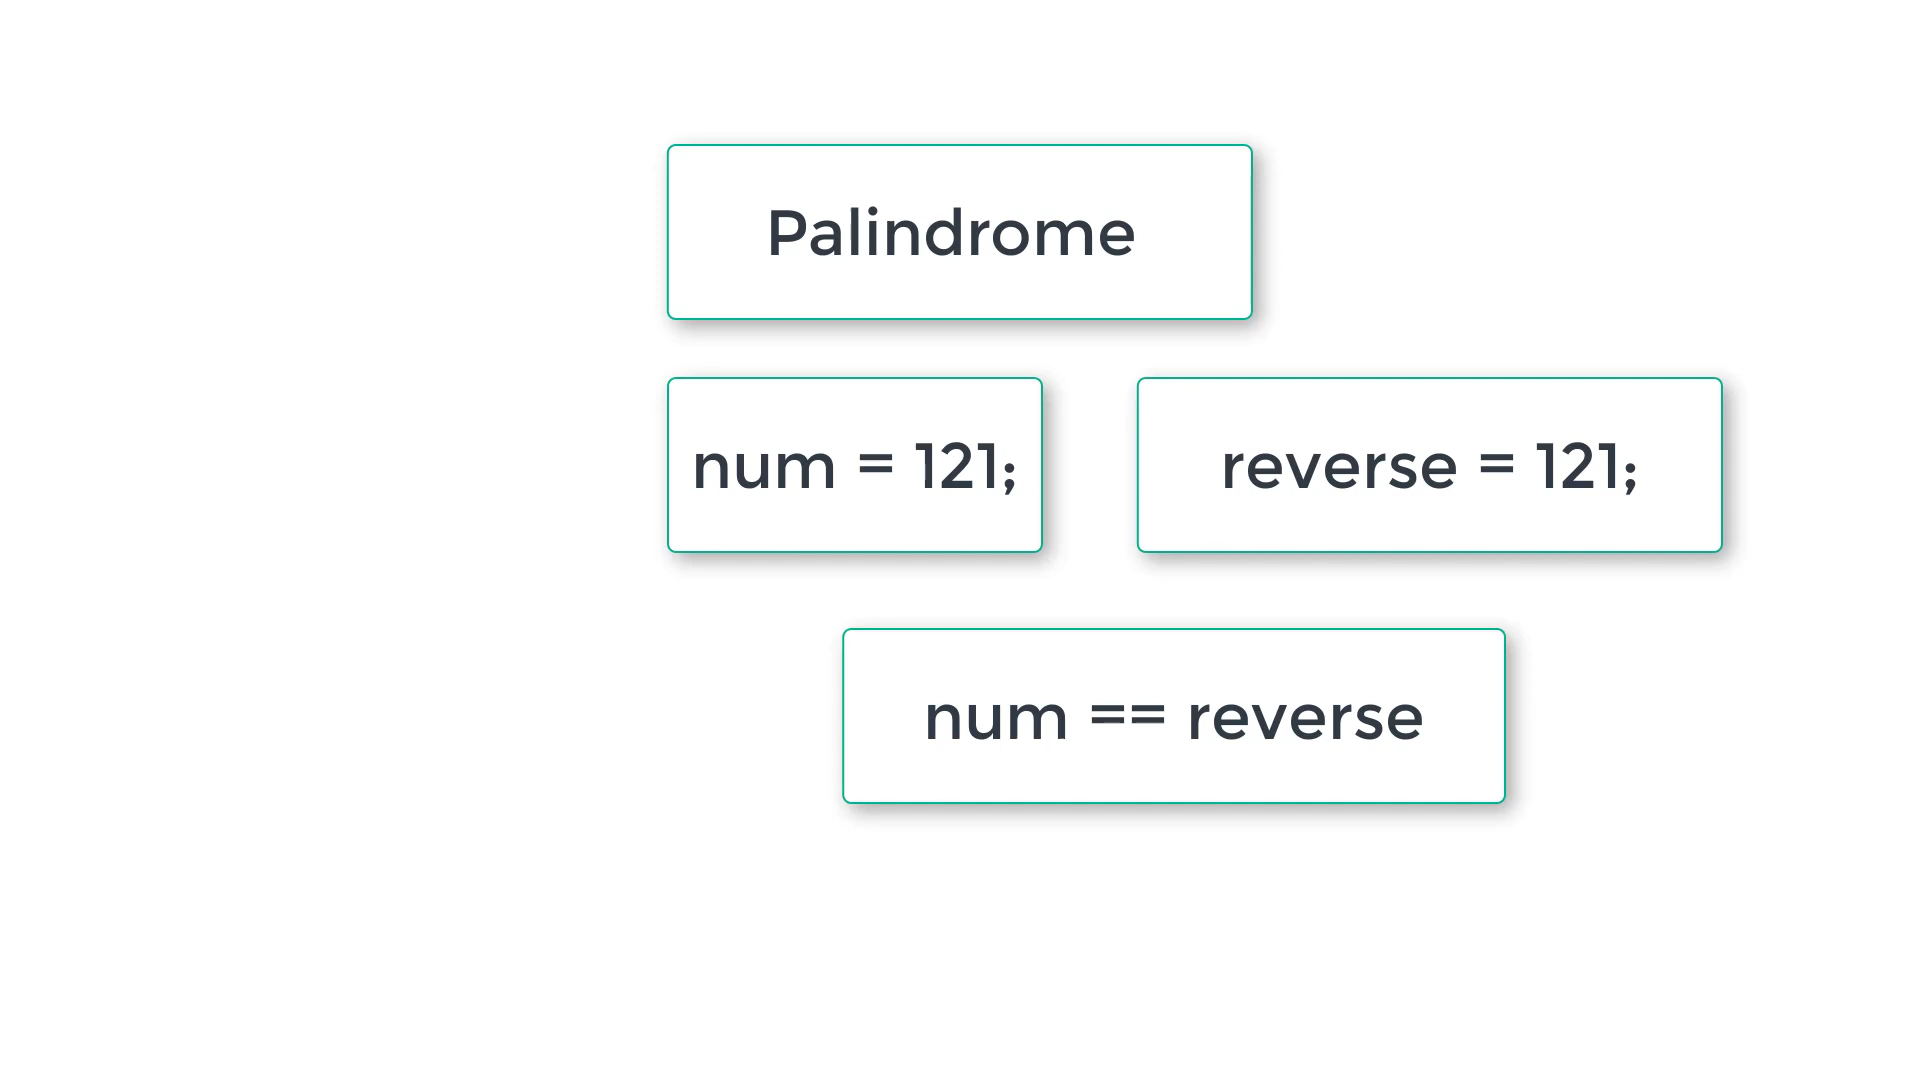 Palindrome
num = 121;
reverse = 121;
num == reverse